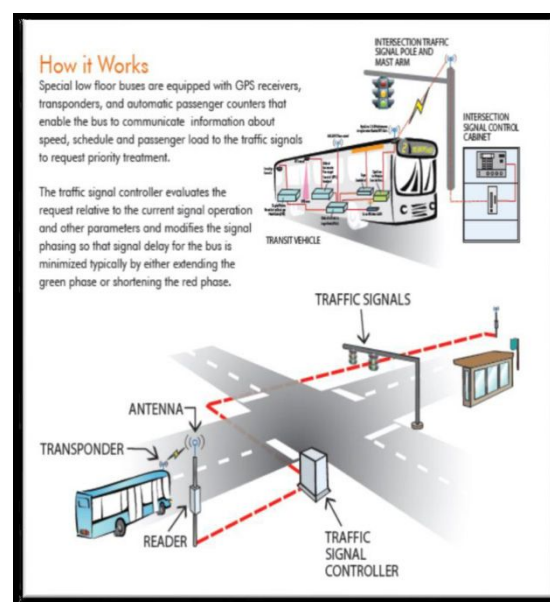 How it Works
Special low floor buses are equipped with GPS receivers,
transponders, and automatic passenger counters that
enable the bus to communicate information about
speed, schedule and passenger load to the traffic signals
to request priority treatment.
The traffic signal controller evaluates the
request relative to the current signal operation
and other parameters and modifies the signal
phasing so that signal delay for the bus is
minimized typically by either extending the
green phase or shortening the red phase.
INTERSECTION TRAFFIC
SIGNAL POLE AND
MAST ARM
INTERSECTION
SIGNAL CONTROL
CABINET
TRANSIT VEHICLE
TRAFFIC SIGNALS
ANTENNA
TRANSPONDER
READER
TRAFFIC
SIGNAL
CONTROLLER